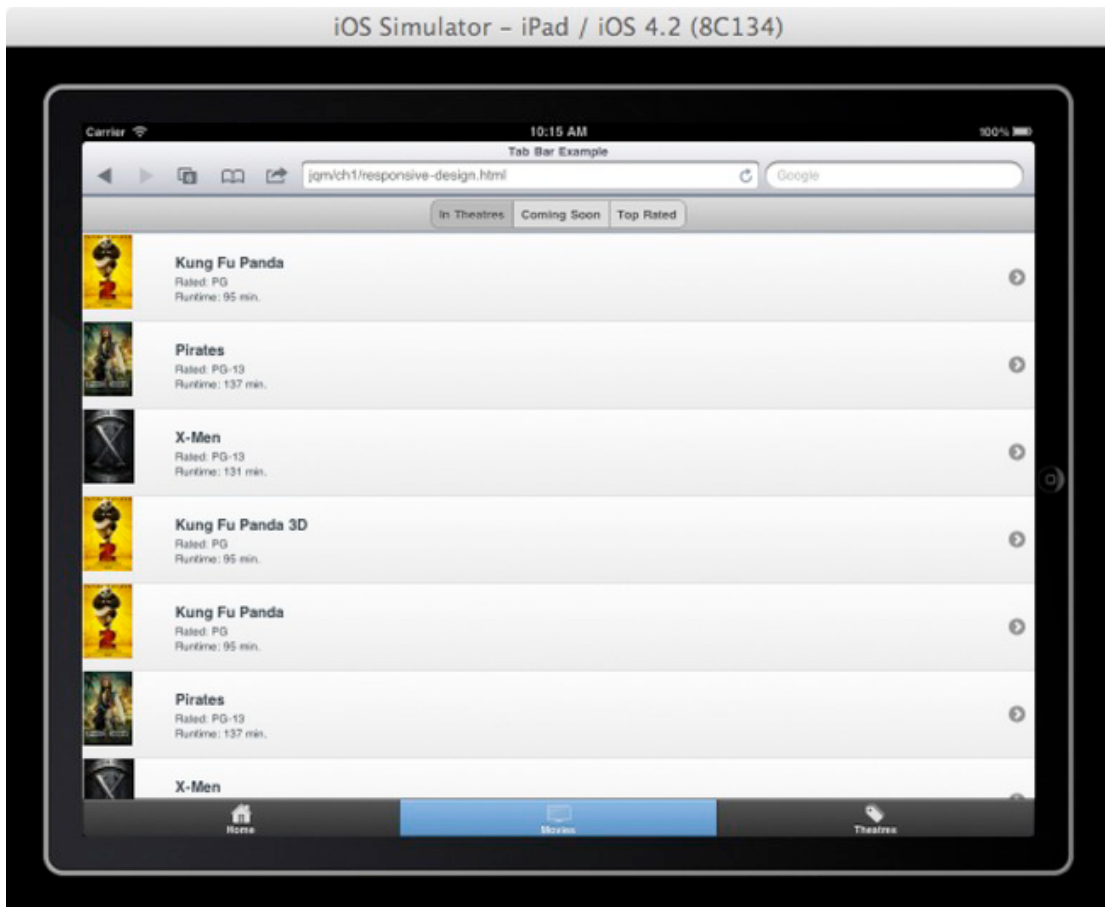 iOS Simulator – iPad / iOS 4.2 (8C134)
Carrier 10:15 AM 100%
Tab Bar Example
jqm/ch1/responsive-design.html Google
In Theatres Coming Soon Top Rated
2
Kung Fu Panda
Rated: PG
Runtime: 95 min.
Pirates
Rated: PG-13
Runtime: 137 min.
X
X-Men
Rated: PG-13
Runtime: 131 min.
2
Kung Fu Panda 3D
Rated: PG
Runtime: 95 min.
2
Kung Fu Panda
Rated: PG
Runtime: 95 min.
Pirates
Rated: PG-13
Runtime: 137 min.
X-Men
Home Movies Theatres